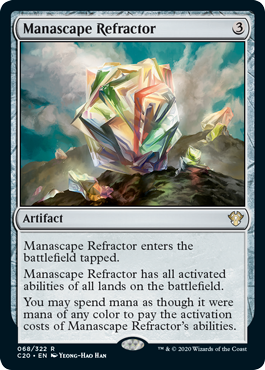 Manascape Refractor 3
Artifact
Manascape Refractor enters the
battlefield tapped.
Manascape Refractor has all activated
abilities of all lands on the battlefield.
You may spend mana as though it were
mana of any color to pay the activation
costs of Manascape Refractor's abilities.
068/322 R
C20 • EN Yeong-Hao Han
™ & © 2020 Wizards of the Coast